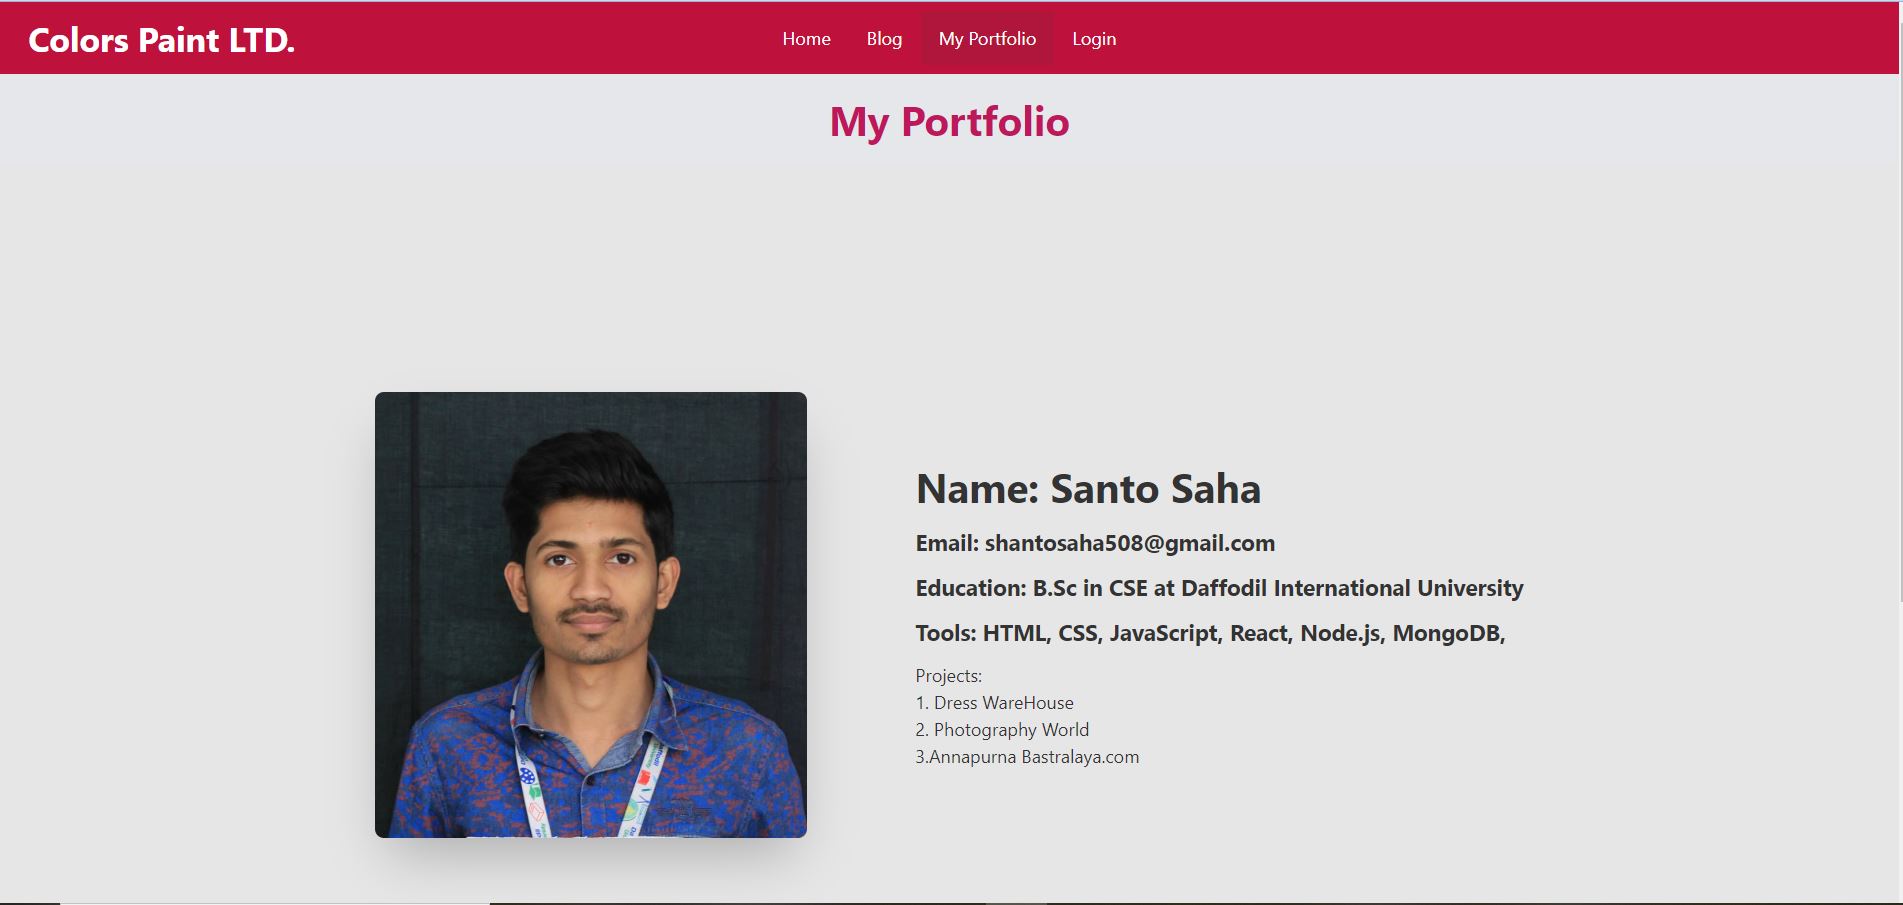 Colors Paint LTD.
Home Blog My Portfolio Login
My Portfolio
Name: Santo Saha
Email: shantosaha508@gmail.com
Education: B.Sc in CSE at Daffodil International University
Tools: HTML, CSS, JavaScript, React, Node.js, MongoDB,
Projects:
1. Dress WareHouse
2. Photography World
3.Annapurna Bastralaya.com